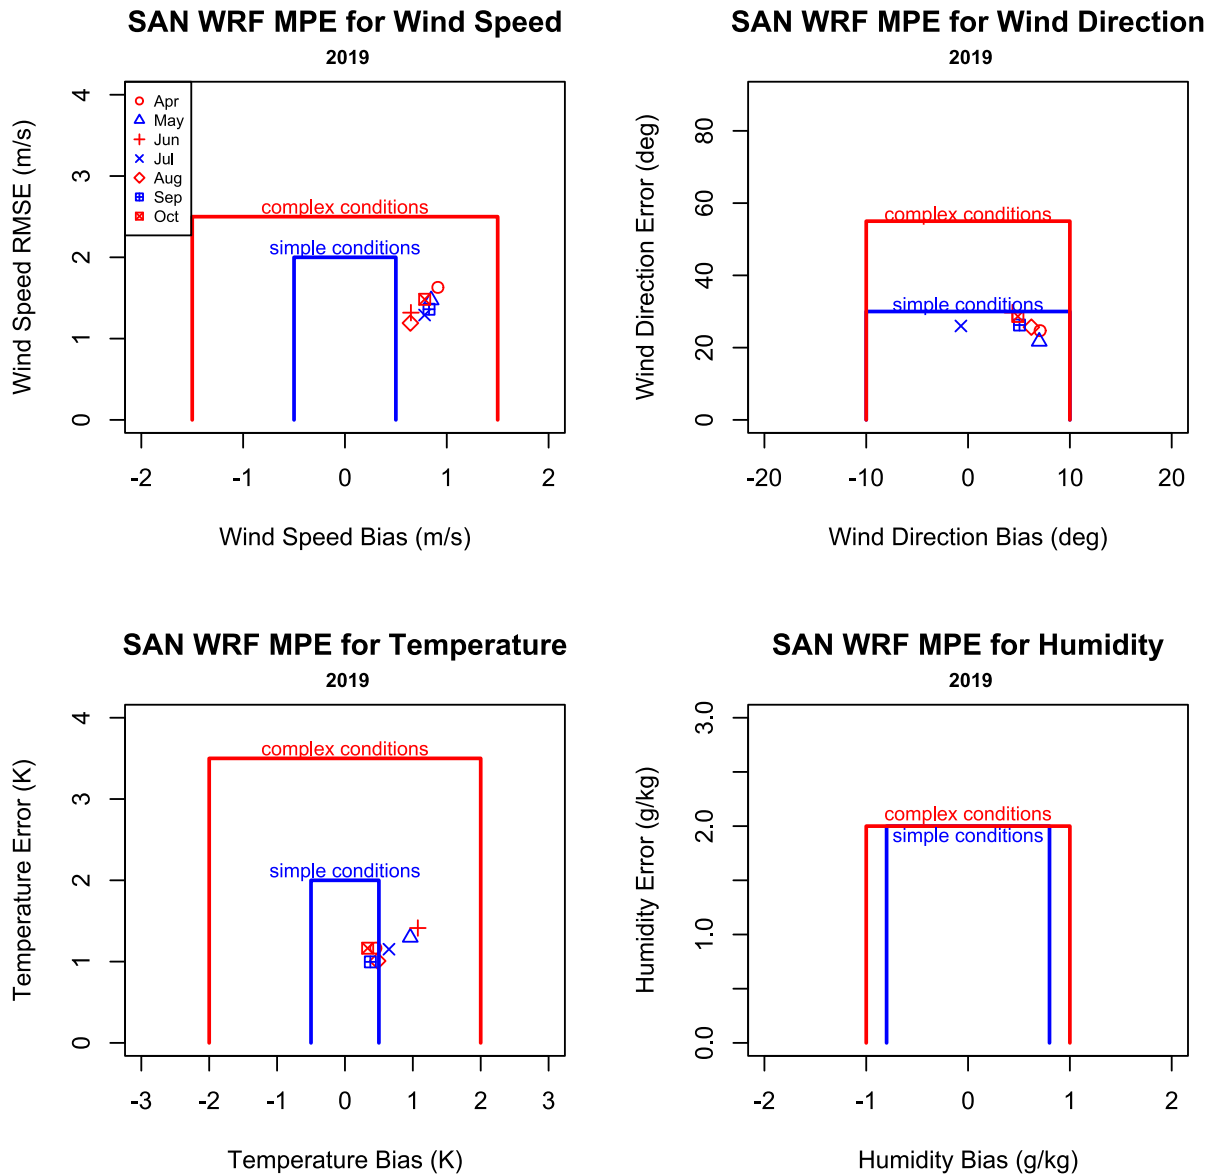 SAN WRF MPE for Wind Speed
2019
Wind Speed RMSE (m/s)
4
3
2
1
0
Apr
May
Jun
Jul
Aug
Sep
Oct
complex conditions
simple conditions
-2 -1 0 1 2
Wind Speed Bias (m/s)
SAN WRF MPE for Wind Direction
2019
Wind Direction Error (deg)
80
60
40
20
0
complex conditions
simple conditions
-20 -10 0 10 20
Wind Direction Bias (deg)
SAN WRF MPE for Temperature
2019
Temperature Error (K)
4
3
2
1
0
complex conditions
simple conditions
-3 -2 -1 0 1 2 3
Temperature Bias (K)
SAN WRF MPE for Humidity
2019
Humidity Error (g/kg)
3.0
2.0
1.0
0.0
complex conditions
simple conditions
-2 -1 0 1 2
Humidity Bias (g/kg)